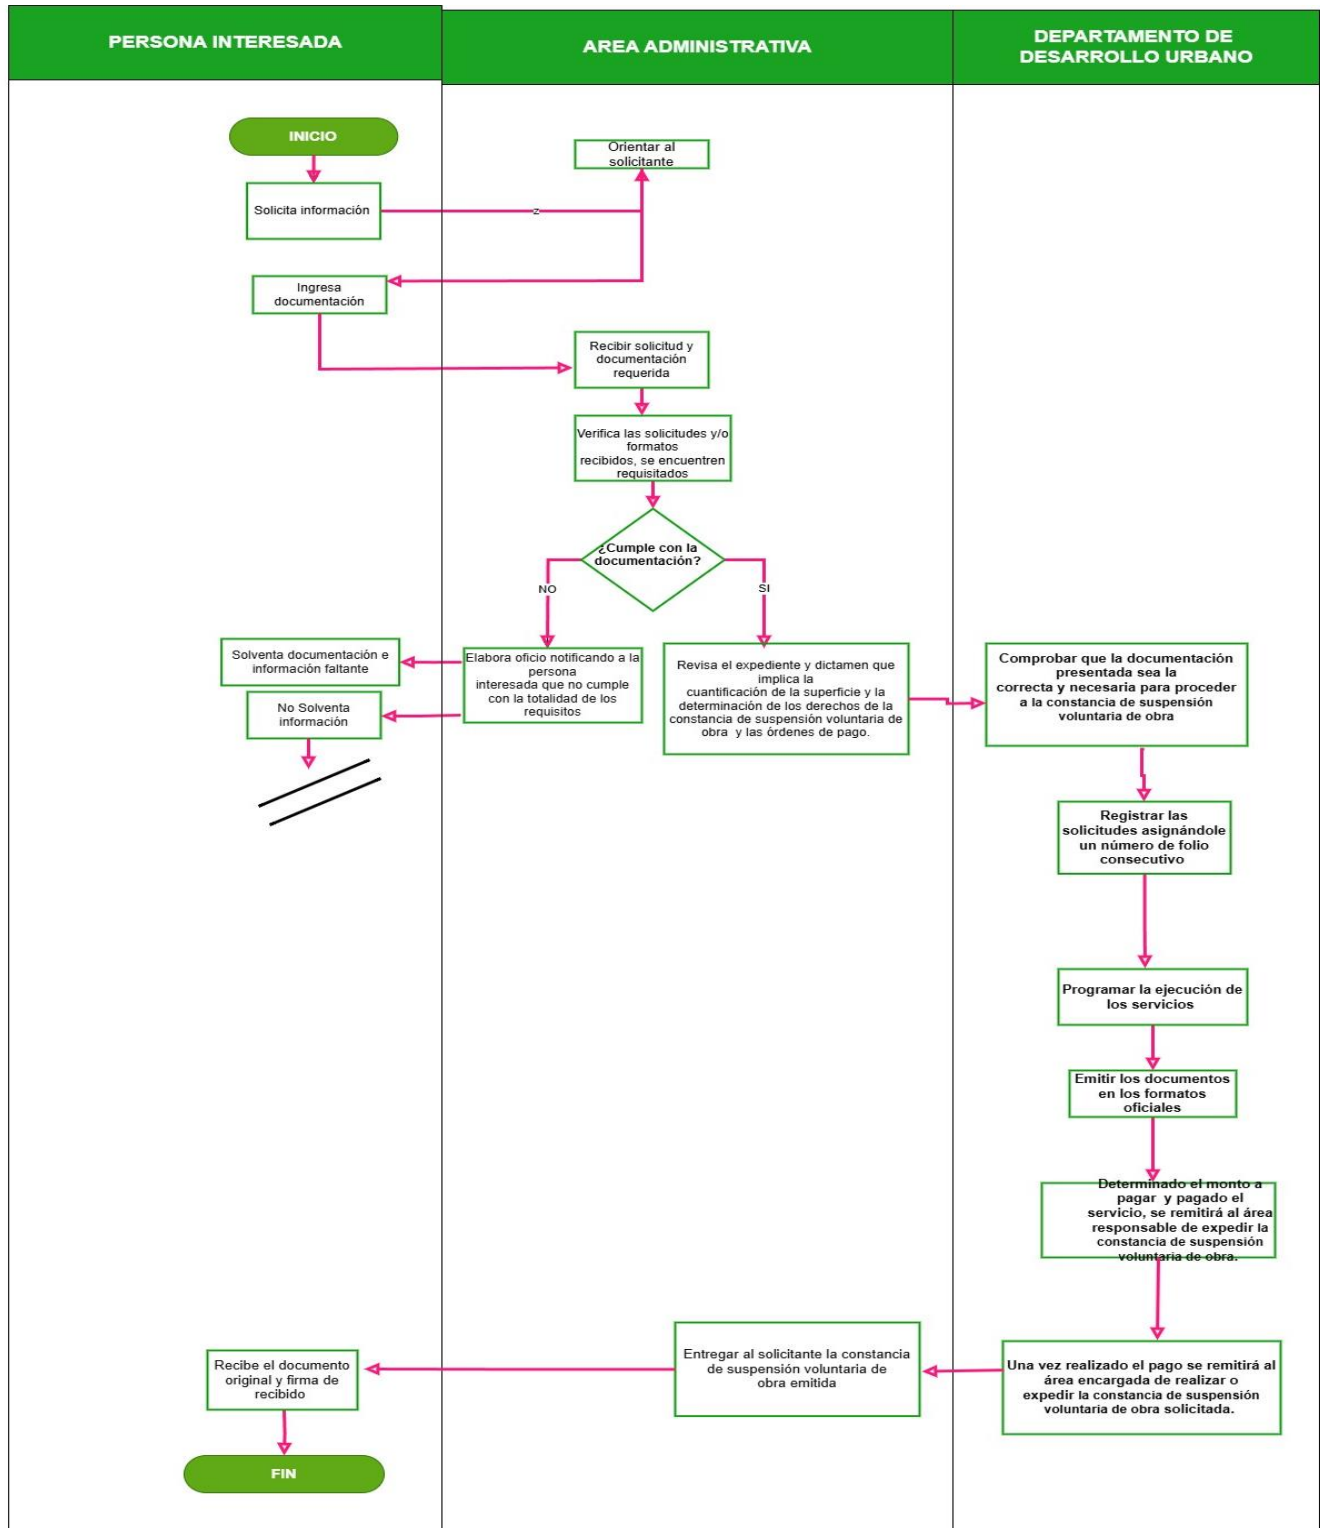 PERSONA INTERESADA
AREA ADMINISTRATIVA
DEPARTAMENTO DE
DESARROLLO URBANO
INICIO
Orientar al
solicitante
Solicita información
z
Ingresa
documentación
Recibir solicitud y
documentación
requerida
Verifica las solicitudes y/o
formatos
recibidos, se encuentren
requisitados
¿Cumple con la
documentación?
NO
SI
Solventa documentación e
información faltante
No Solventa
información
Elabora oficio notificando a la
persona
interesada que no cumple
con la totalidad de los
requisitos
Revisa el expediente y dictamen que
implica la
cuantificación de la superficie y la
determinación de los derechos de la
constancia de suspensión voluntaria de
obra y las órdenes de pago.
Comprobar que la documentación
presentada sea la
correcta y necesaria para proceder
a la constancia de suspensión
voluntaria de obra
Registrar las
solicitudes asignándole
un número de folio
consecutivo
Programar la ejecución de
los servicios
Emitir los documentos
en los formatos
oficiales
Determinado el monto a
pagar y pagado el
servicio, se remitirá al área
responsable de expedir la
constancia de suspensión
voluntaria de obra.
Una vez realizado el pago se remitirá al
área encargada de realizar o
expedir la constancia de suspensión
voluntaria de obra solicitada.
Entregar al solicitante la constancia
de suspensión voluntaria de
obra emitida
Recibe el documento
original y firma de
recibido
FIN